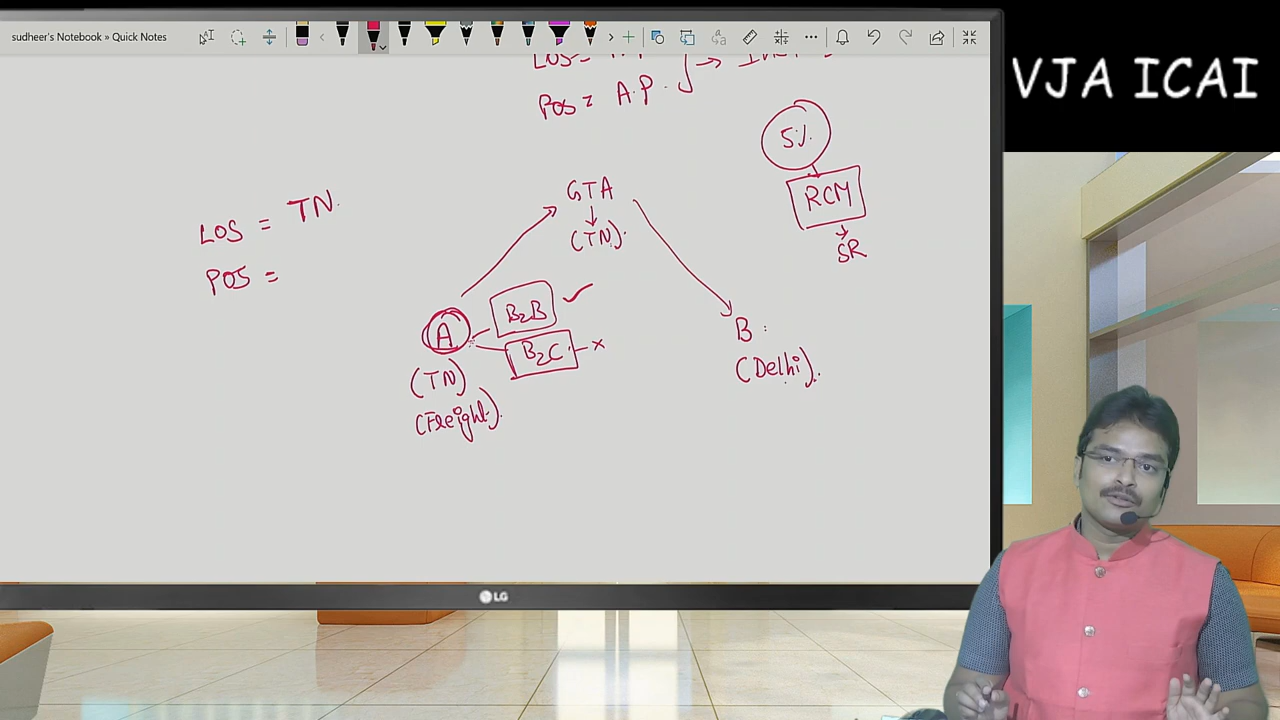 sudheer's Notebook » Quick Notes
VJA ICAI
POS = A.P.
5%
RCM
SR
GTA
(TN).
LOS = TN.
POS =
A
B2B
B2C
(TN)
(Freight).
B :
(Delhi).
LG